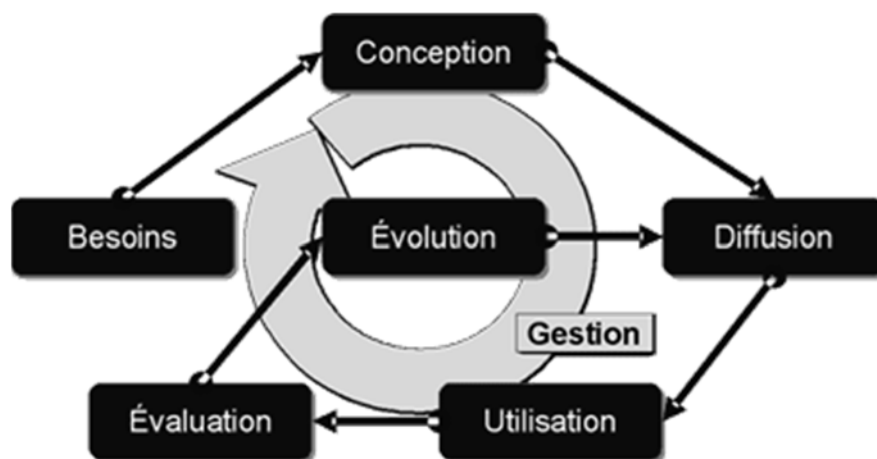 Conception
Besoins
Évolution
Diffusion
Gestion
Évaluation
Utilisation